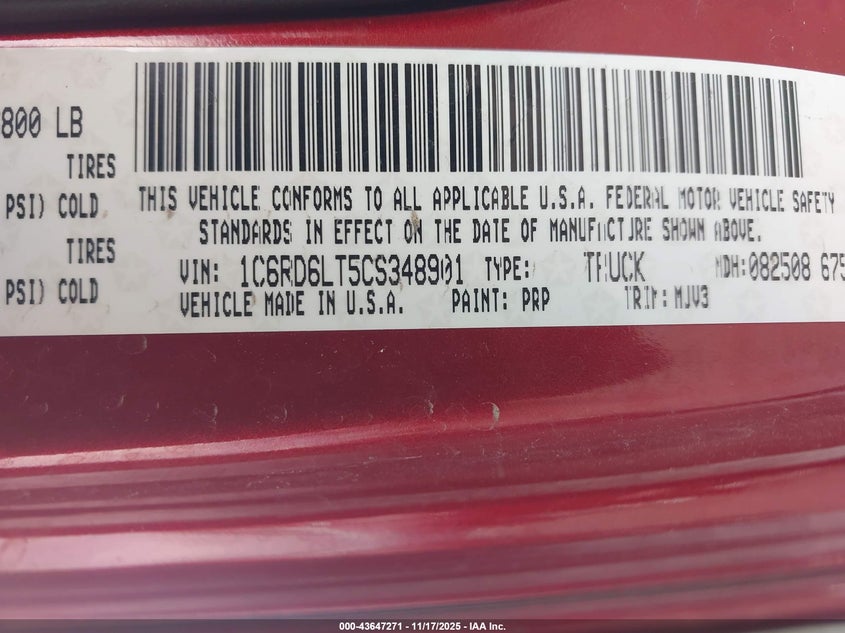 800 LB
TIRES
PSI) COLD
TIRES
PSI) COLD
THIS VEHICLE CONFORMS TO ALL APPLICABLE U.S.A. FEDERAL MOTOR VEHICLE SAFETY
STANDARDS IN EFFECT ON THE DATE OF MANUFACTURE SHOWN ABOVE.
VIN: 1C6RD6LT5CS348901 TYPE: TRUCK MDH:082508 675
VEHICLE MADE IN U.S.A. PAINT: PRP TRIM: MJV3
000-43647271 - 11/17/2025 - IAA Inc.